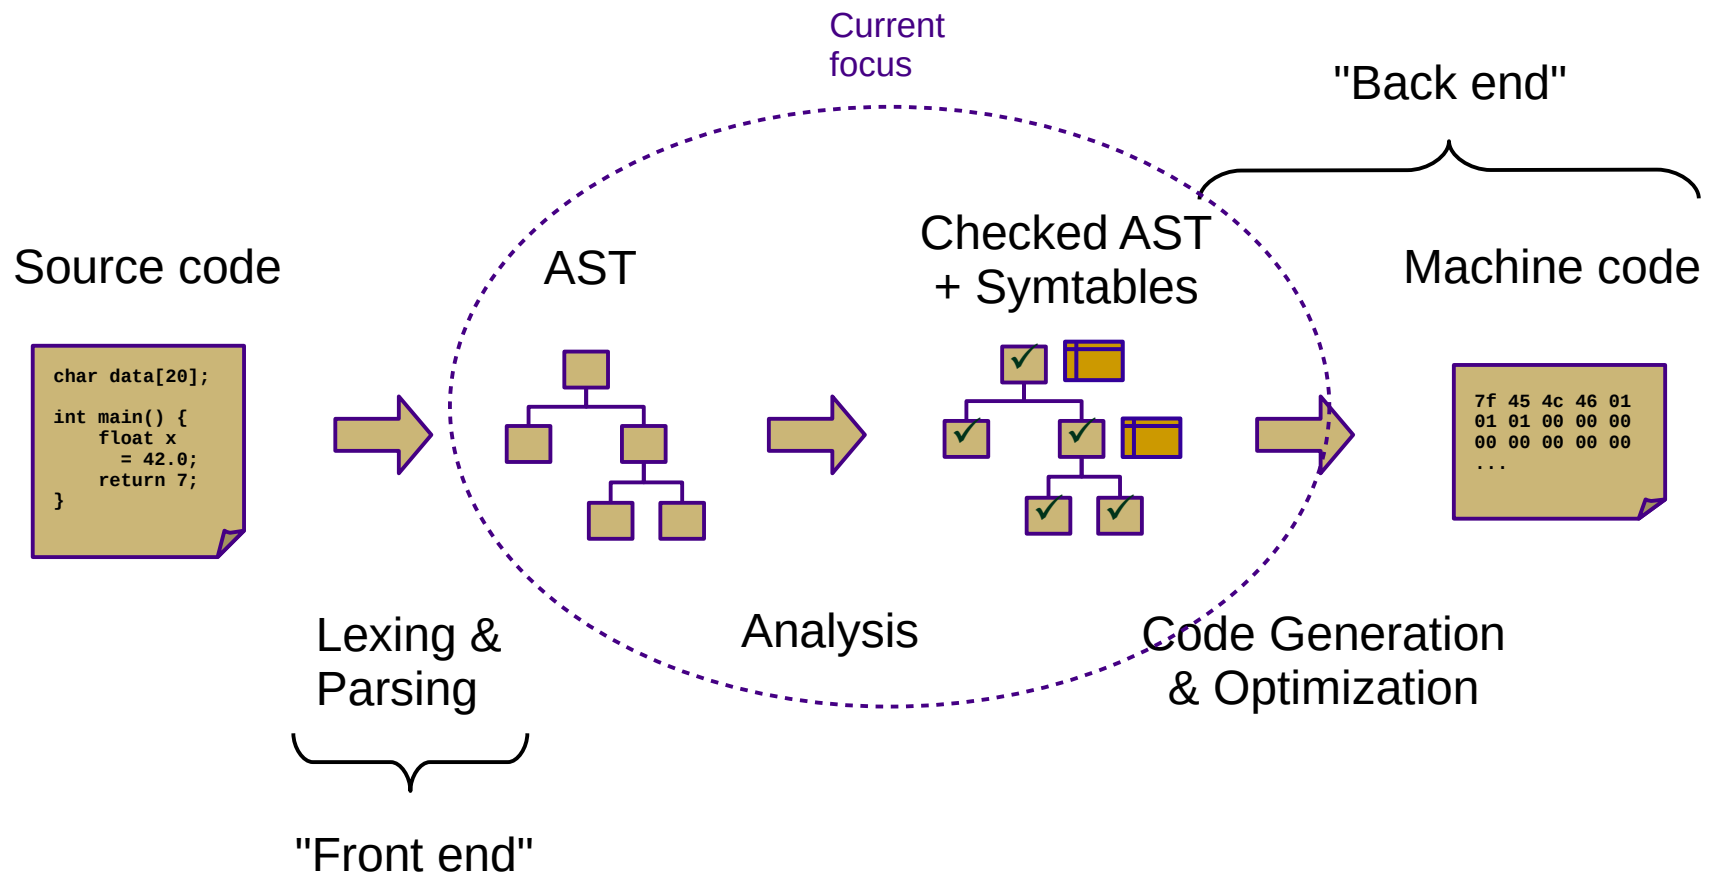 Current
focus
"Back end"
Source code
AST
Checked AST
+ Symtables
Machine code
char data[20];
int main() {
    float x
      = 42.0;
    return 7;
}
7f 45 4c 46 01
01 01 00 00 00
00 00 00 00 00
...
Lexing &
Parsing
Analysis
Code Generation
& Optimization
"Front end"